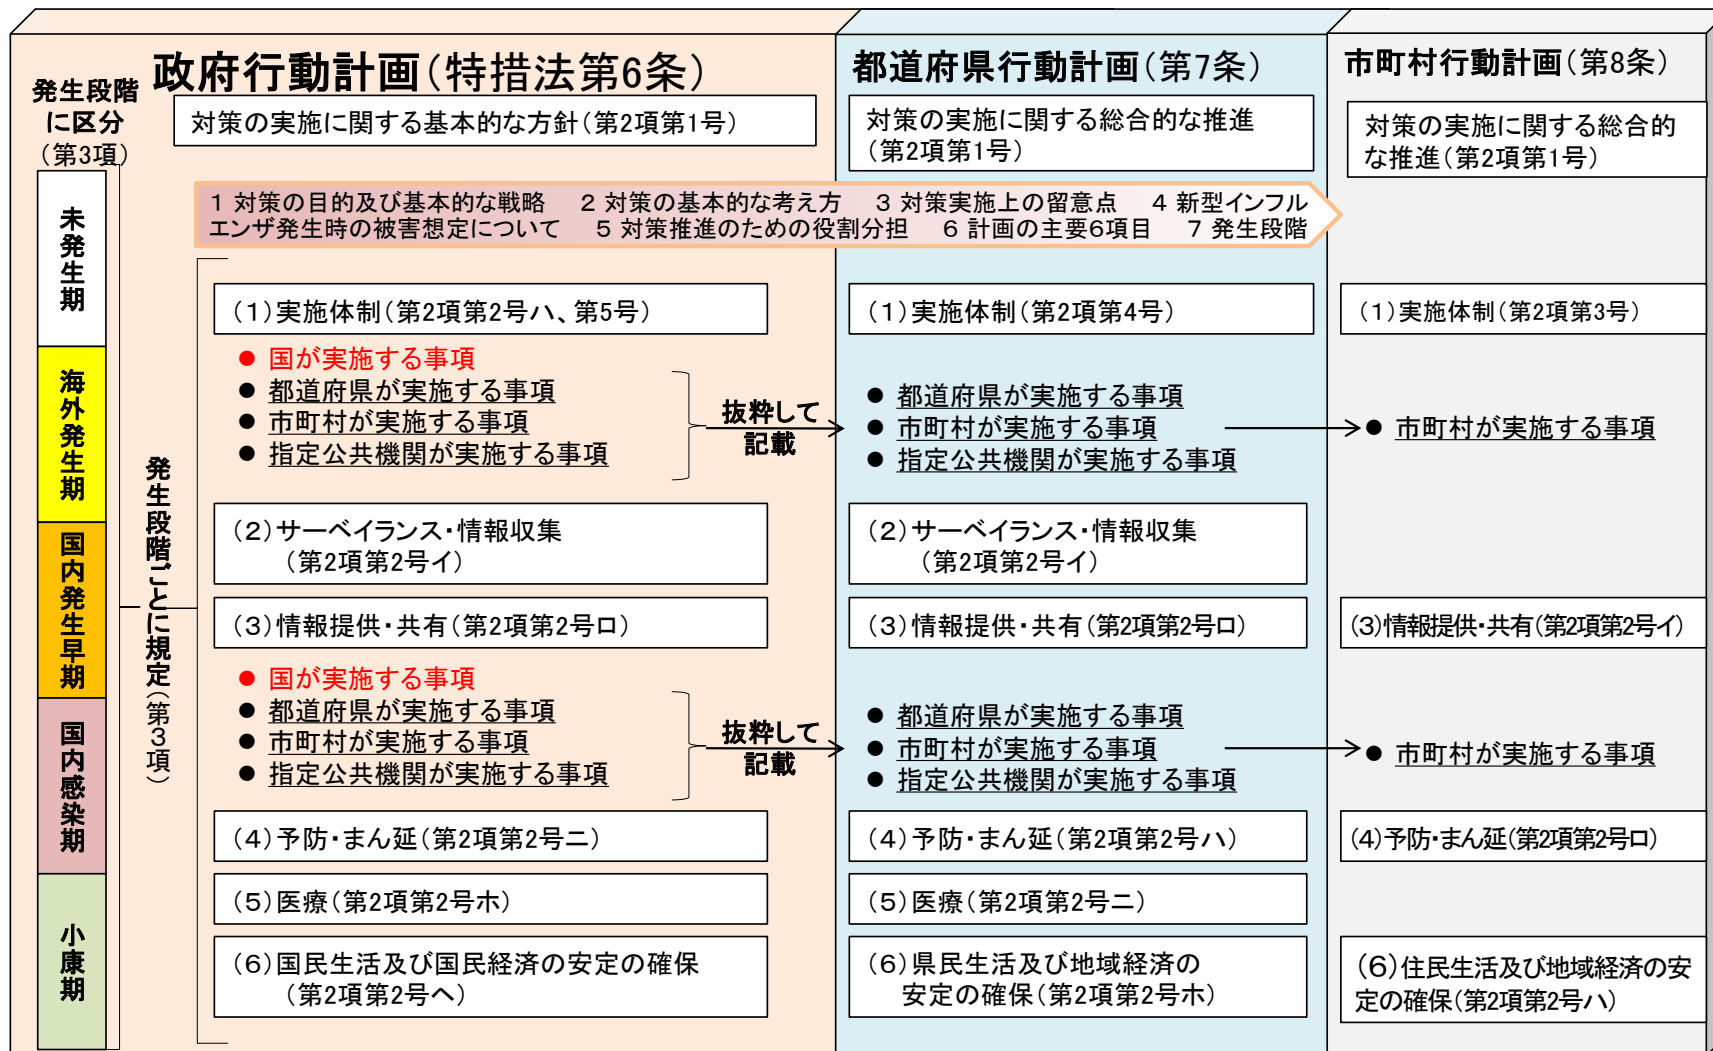 政府行動計画(特措法第6条)
都道府県行動計画(第7条)
市町村行動計画(第8条)
発生段階
に区分
(第3項)
対策の実施に関する基本的な方針(第2項第1号)
対策の実施に関する総合的な推進
(第2項第1号)
対策の実施に関する総合的
な推進(第2項第1号)
1 対策の目的及び基本的な戦略 2 対策の基本的な考え方 3 対策実施上の留意点 4 新型インフル
エンザ発生時の被害想定について 5 対策推進のための役割分担 6 計画の主要6項目 7 発生段階
未発生期
海外発生期
国内発生早期
国内感染期
小康期
発生段階ごとに規定(第3項)
(1)実施体制(第2項第2号ハ、第5号)
● 国が実施する事項
● 都道府県が実施する事項
● 市町村が実施する事項
● 指定公共機関が実施する事項
抜粋して
記載
(2)サーベイランス・情報収集
(第2項第2号イ)
(3)情報提供・共有(第2項第2号ロ)
● 国が実施する事項
● 都道府県が実施する事項
● 市町村が実施する事項
● 指定公共機関が実施する事項
抜粋して
記載
(4)予防・まん延(第2項第2号ニ)
(5)医療(第2項第2号ホ)
(6)国民生活及び国民経済の安定の確保
(第2項第2号ヘ)
(1)実施体制(第2項第4号)
● 都道府県が実施する事項
● 市町村が実施する事項
● 指定公共機関が実施する事項
(2)サーベイランス・情報収集
(第2項第2号イ)
(3)情報提供・共有(第2項第2号ロ)
● 都道府県が実施する事項
● 市町村が実施する事項
● 指定公共機関が実施する事項
(4)予防・まん延(第2項第2号ハ)
(5)医療(第2項第2号ニ)
(6)県民生活及び地域経済の
安定の確保(第2項第2号ホ)
(1)実施体制(第2項第3号)
● 市町村が実施する事項
(3)情報提供・共有(第2項第2号イ)
● 市町村が実施する事項
(4)予防・まん延(第2項第2号ロ)
(6)住民生活及び地域経済の安
定の確保(第2項第2号ハ)